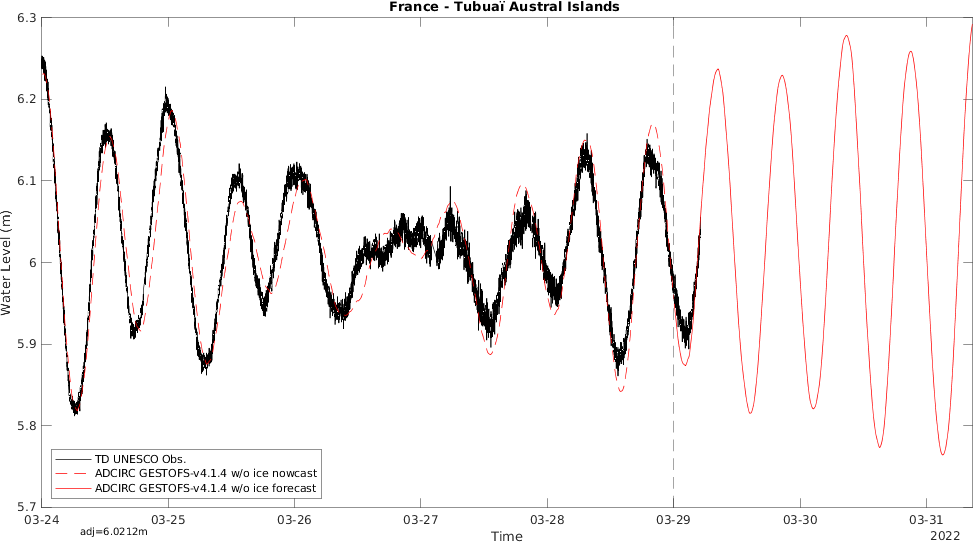 France - Tubuaï Austral Islands
6.3
6.2
6.1
6
5.9
5.8
5.7
Water Level (m)
TD UNESCO Obs.
ADCIRC GESTOFS-v4.1.4 w/o ice nowcast
ADCIRC GESTOFS-v4.1.4 w/o ice forecast
03-24 03-25 03-26 03-27 03-28 03-29 03-30 03-31
adj=6.0212m
Time
2022